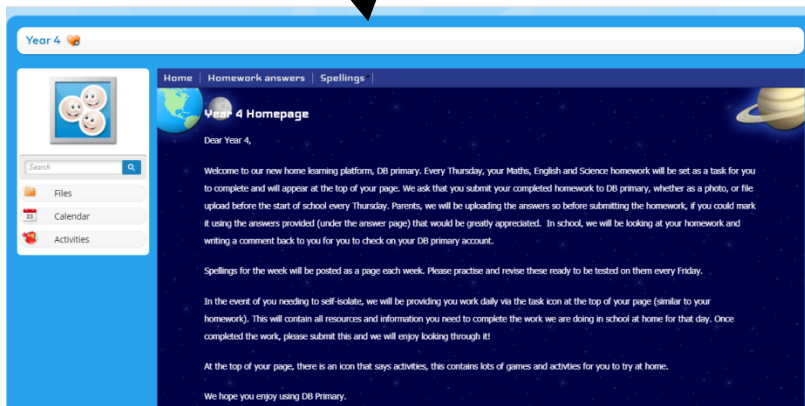 Year 4
Home | Homework answers | Spellings
Year 4 Homepage
Search
Files
23 Calendar
Activities
Dear Year 4,
Welcome to our new home learning platform, DB primary. Every Thursday, your Maths, English and Science homework will be set as a task for you
to complete and will appear at the top of your page. We ask that you submit your completed homework to DB primary, whether as a photo, or file
upload before the start of school every Thursday. Parents, we will be uploading the answers so before submitting the homework, if you could mark
it using the answers provided (under the answer page) that would be greatly appreciated. In school, we will be looking at your homework and
writing a comment back to you for you to check on your DB primary account.
Spellings for the week will be posted as a page each week. Please practise and revise these ready to be tested on them every Friday.
In the event of you needing to self-isolate, we will be providing you work daily via the task icon at the top of your page (similar to your
homework). This will contain all resources and information you need to complete the work we are doing in school at home for that day. Once
completed the work, please submit this and we will enjoy looking through it!
At the top of your page, there is an icon that says activities, this contains lots of games and activties for you to try at home.
We hope you enjoy using DB Primary.